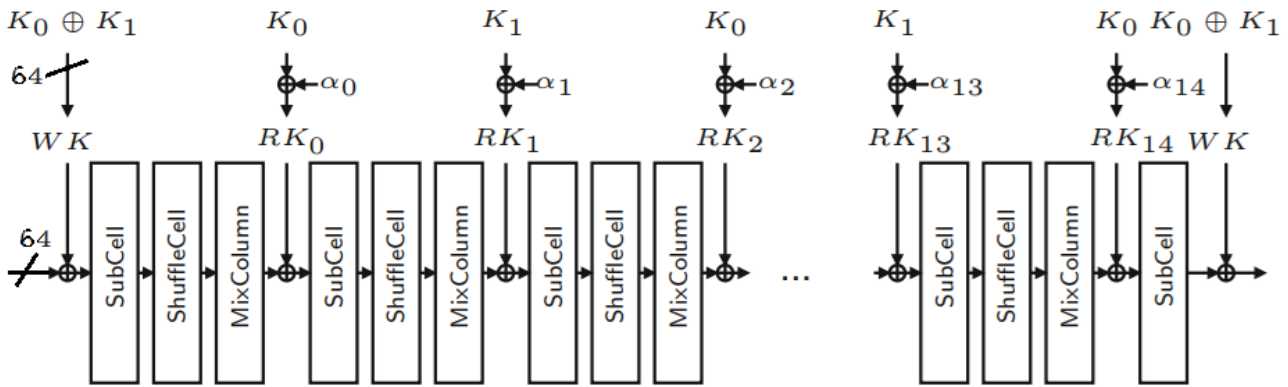 K₀ ⊕ K₁ K₀ K₁ K₀ K₁ K₀ K₀ ⊕ K₁
64 α₀ α₁ α₂ α₁₃ α₁₄
WK RK₀ RK₁ RK₂ RK₁₃ RK₁₄ WK
64 SubCell ShuffleCell MixColumn SubCell ShuffleCell MixColumn SubCell ShuffleCell MixColumn ... SubCell ShuffleCell MixColumn SubCell